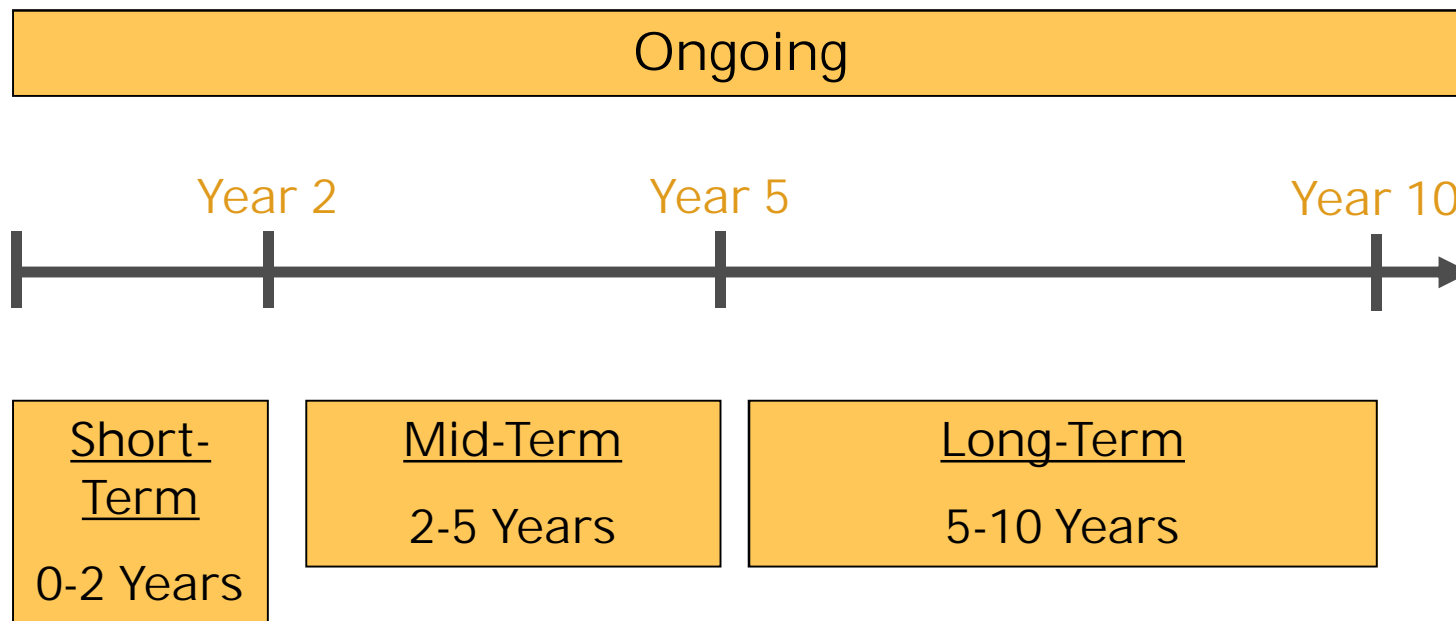 Ongoing
Year 2
Year 5
Year 10
Short-
Term
0-2 Years
Mid-Term
2-5 Years
Long-Term
5-10 Years